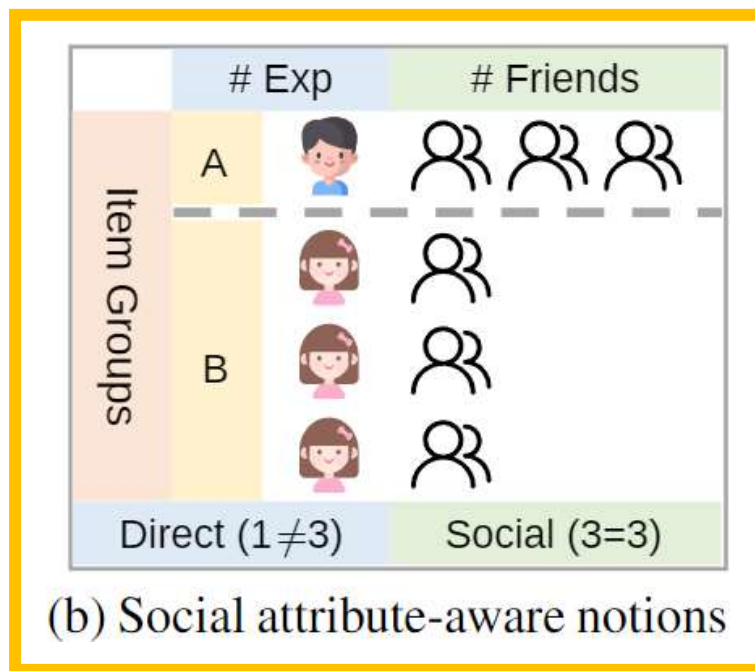 # Exp # Friends
A
Item Groups
B
Direct (1≠3) Social (3=3)
(b) Social attribute-aware notions